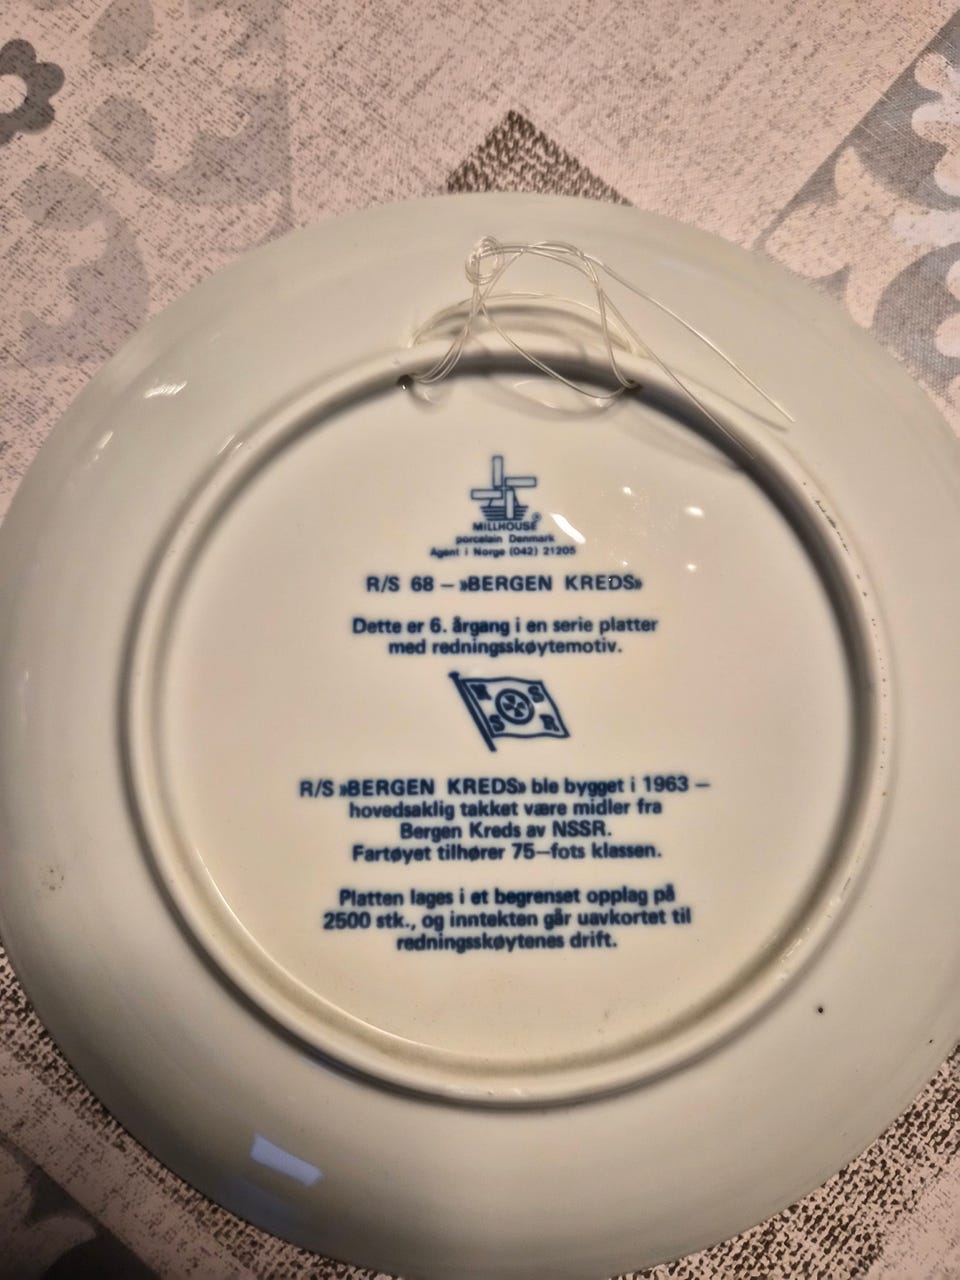 MILLHOUSE®
porcelain Denmark
Agent i Norge (042) 21205
R/S 68 – »BERGEN KREDS»
Dette er 6. årgang i en serie platter
med redningsskøytemotiv.
N S
S R
R/S »BERGEN KREDS» ble bygget i 1963 –
hovedsaklig takket være midler fra
Bergen Kreds av NSSR.
Fartøyet tilhører 75–fots klassen.
Platten lages i et begrenset opplag på
2500 stk., og inntekten går uavkortet til
redningsskøytenes drift.